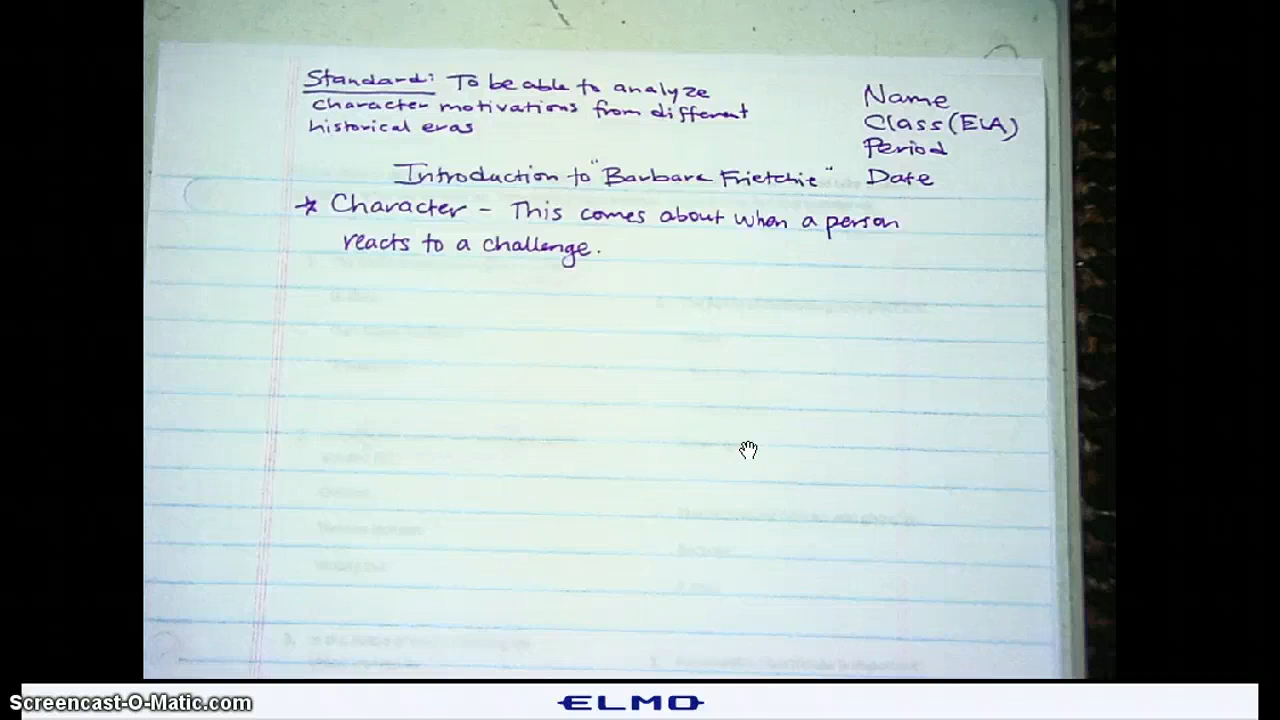 Standard: To be able to analyze
character motivations from different
historical eras
Name
Class (ELA)
Period
Date
Introduction to "Barbara Frietchie"
* Character - This comes about when a person
reacts to a challenge.
Screencast-O-Matic.com
ELMO